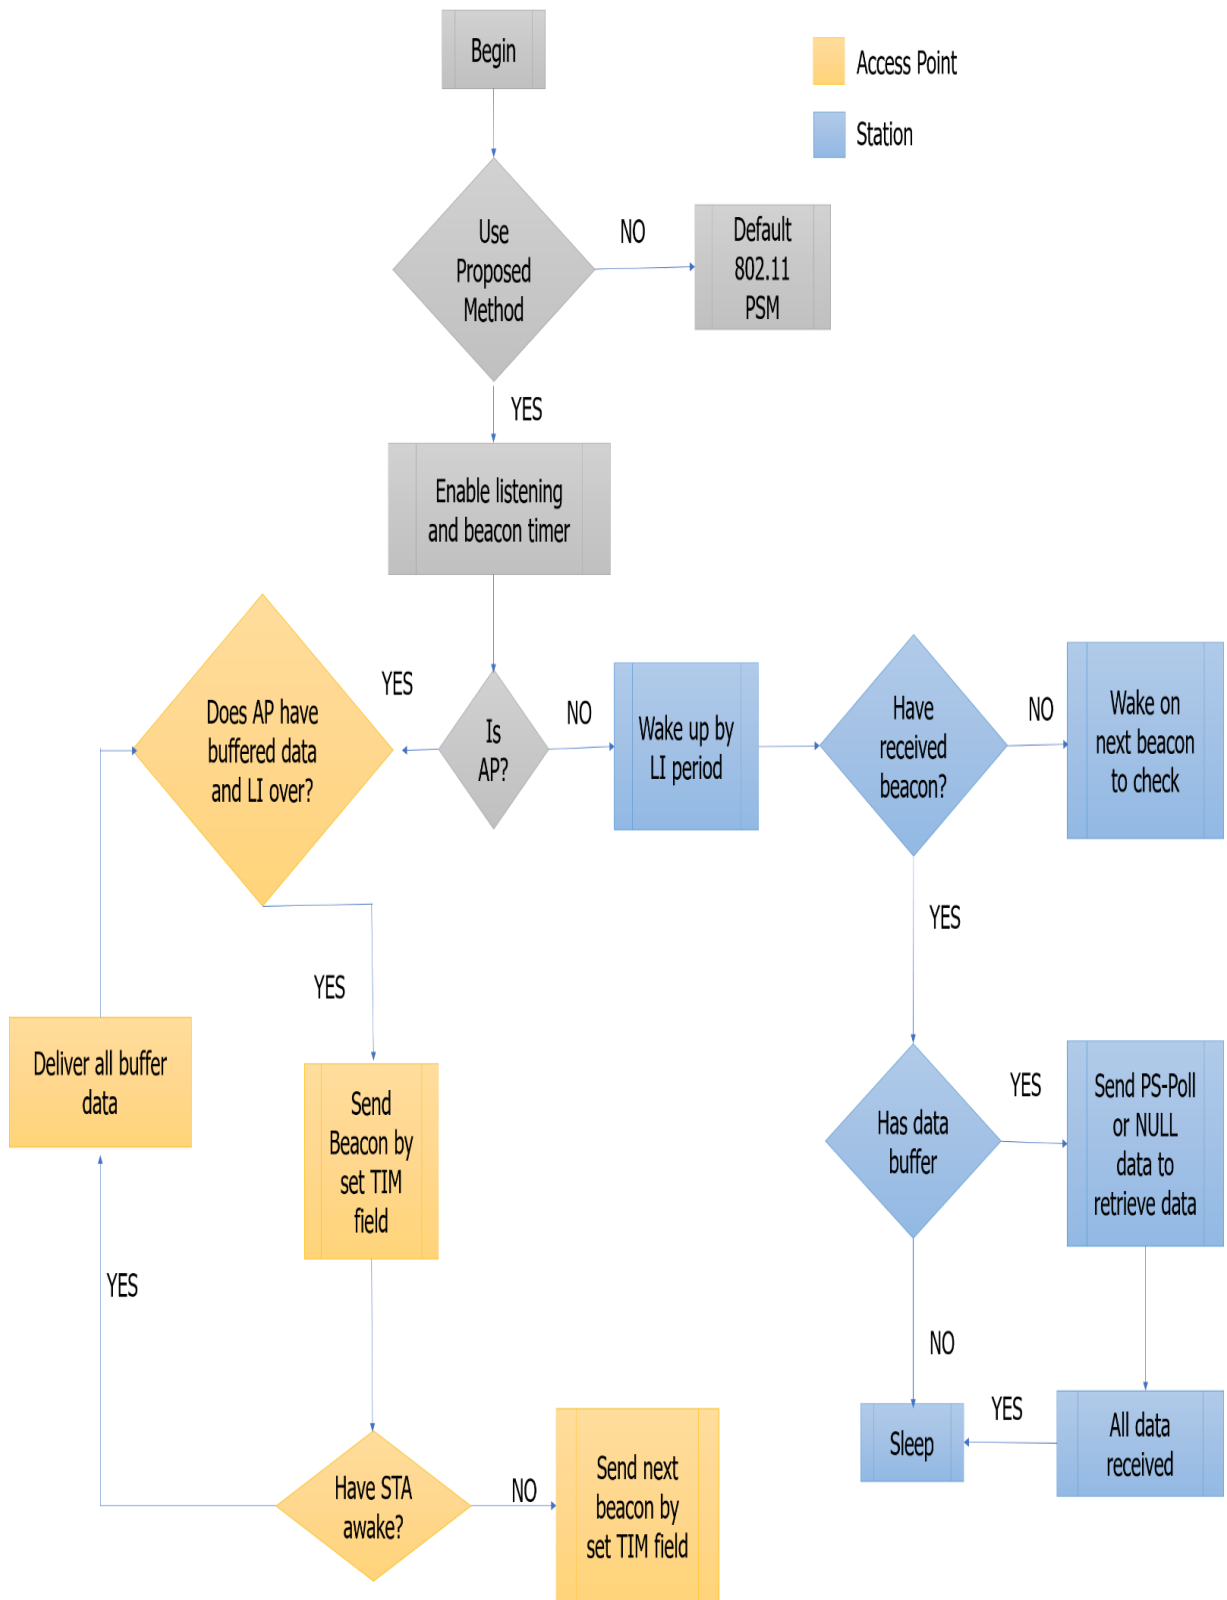 Begin
Access Point
Station
Use
Proposed
Method
NO
Default
802.11
PSM
YES
Enable listening
and beacon timer
Does AP have
buffered data
and LI over?
YES
Is
AP?
NO
Wake up by
LI period
Have
received
beacon?
NO
Wake on
next beacon
to check
YES
YES
Deliver all buffer
data
Send
Beacon by
set TIM
field
Has data
buffer
YES
Send PS-Poll
or NULL
data to
retrieve data
YES
NO
Sleep
YES
All data
received
Have STA
awake?
NO
Send next
beacon by
set TIM field